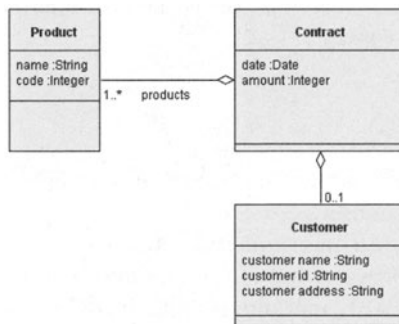 Product
name :String
code :Integer
Contract
date :Date
amount :Integer
1..* products
0..1
Customer
customer name :String
customer id :String
customer address :String